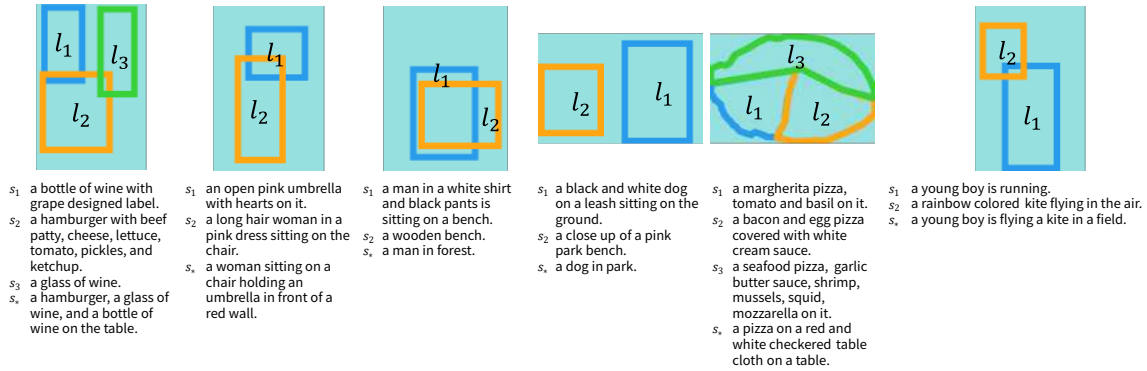 l₁
l₃
l₂
s₁ a bottle of wine with
grape designed label.
s₂ a hamburger with beef
patty, cheese, lettuce,
tomato, pickles, and
ketchup.
s₃ a glass of wine.
s* a hamburger, a glass of
wine, and a bottle of
wine on the table.
l₁
l₂
s₁ an open pink umbrella
with hearts on it.
s₂ a long hair woman in a
pink dress sitting on the
chair.
s* a woman sitting on a
chair holding an
umbrella in front of a
red wall.
l₁
l₂
s₁ a man in a white shirt
and black pants is
sitting on a bench.
s₂ a wooden bench.
s* a man in forest.
l₂
l₁
s₁ a black and white dog
on a leash sitting on the
ground.
s₂ a close up of a pink
park bench.
s* a dog in park.
l₃
l₁
l₂
s₁ a margherita pizza,
tomato and basil on it.
s₂ a bacon and egg pizza
covered with white
cream sauce.
s₃ a seafood pizza, garlic
butter sauce, shrimp,
mussels, squid,
mozzarella on it.
s* a pizza on a red and
white checkered table
cloth on a table.
l₂
l₁
s₁ a young boy is running.
s₂ a rainbow colored kite flying in the air.
s* a young boy is flying a kite in a field.